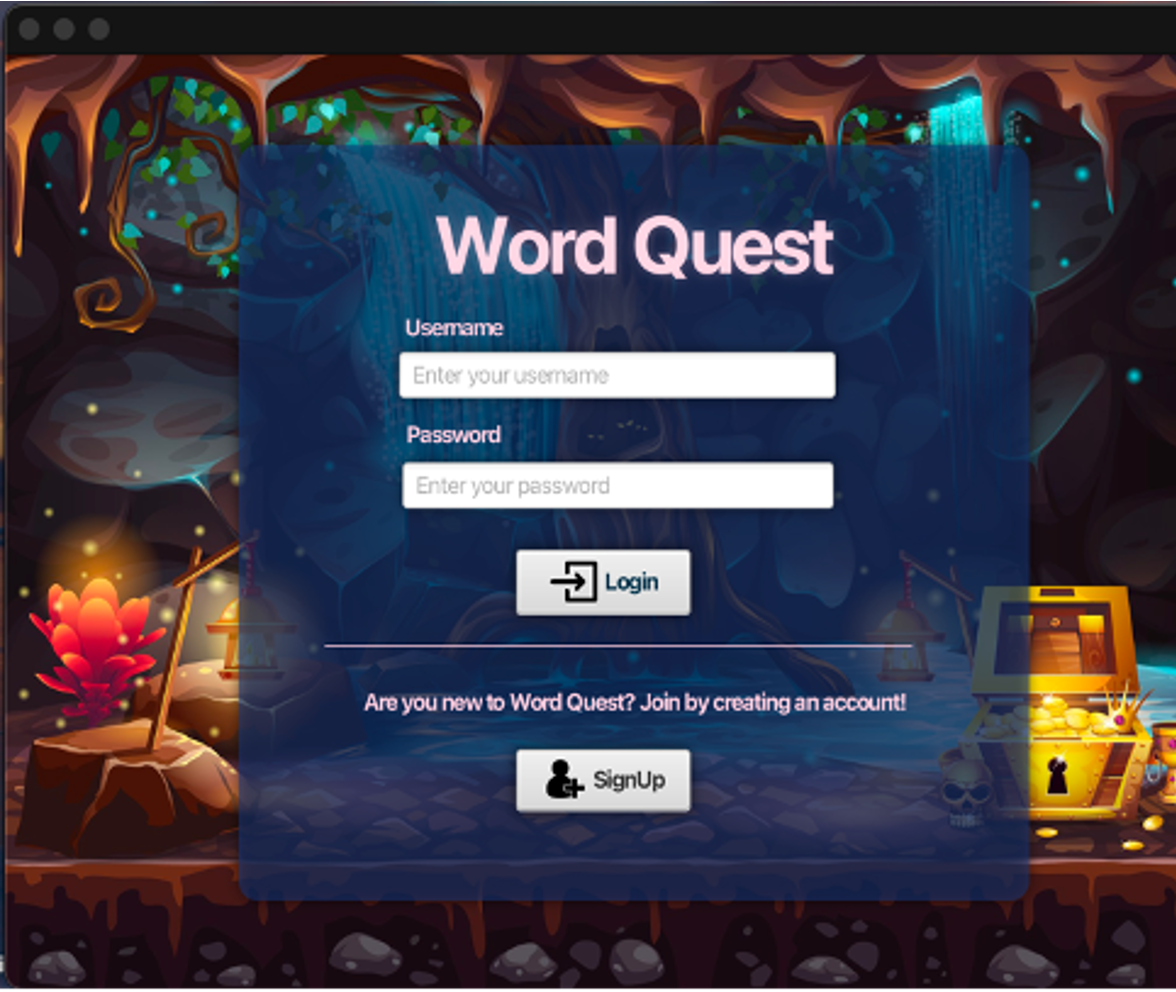 Word Quest
Username
Enter your username
Password
Enter your password
Login
Are you new to Word Quest? Join by creating an account!
SignUp